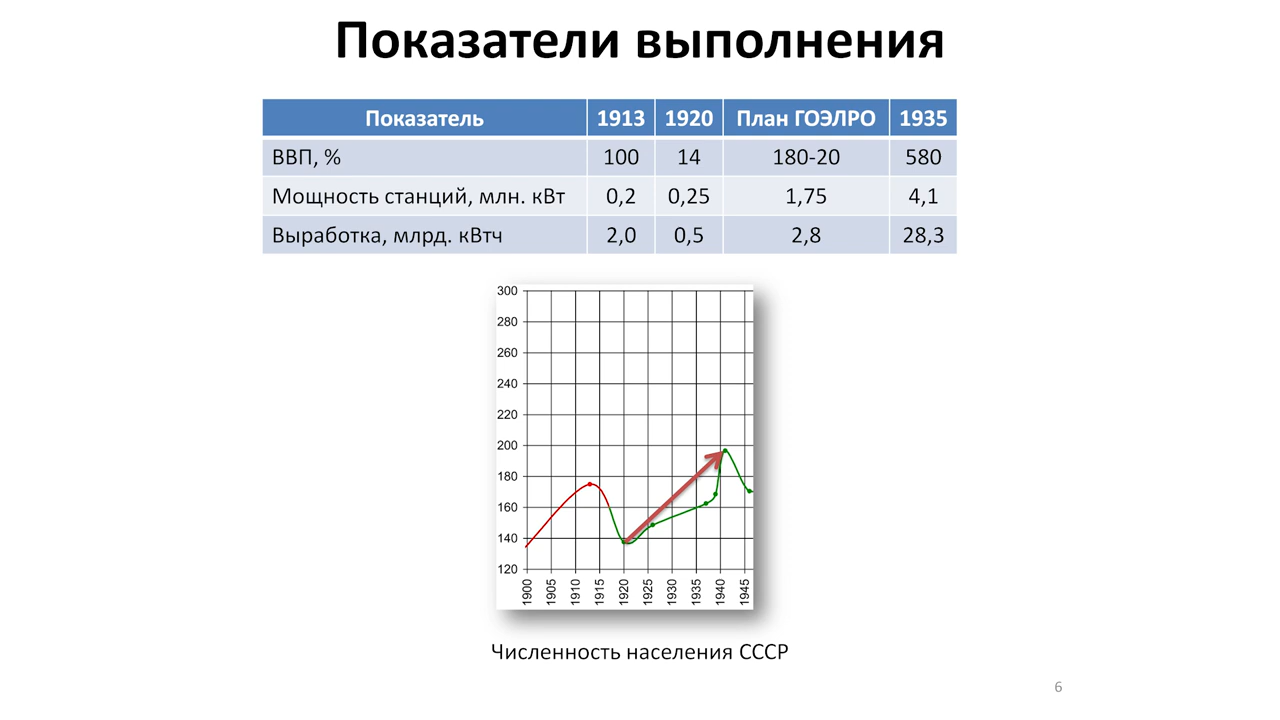 Показатели выполнения
Показатель 1913 1920 План ГОЭЛРО 1935
ВВП, % 100 14 180-20 580
Мощность станций, млн. кВт 0,2 0,25 1,75 4,1
Выработка, млрд. кВтч 2,0 0,5 2,8 28,3
300
280
260
240
220
200
180
160
140
120
1900 1905 1910 1915 1920 1925 1930 1935 1940 1945
Численность населения СССР
6